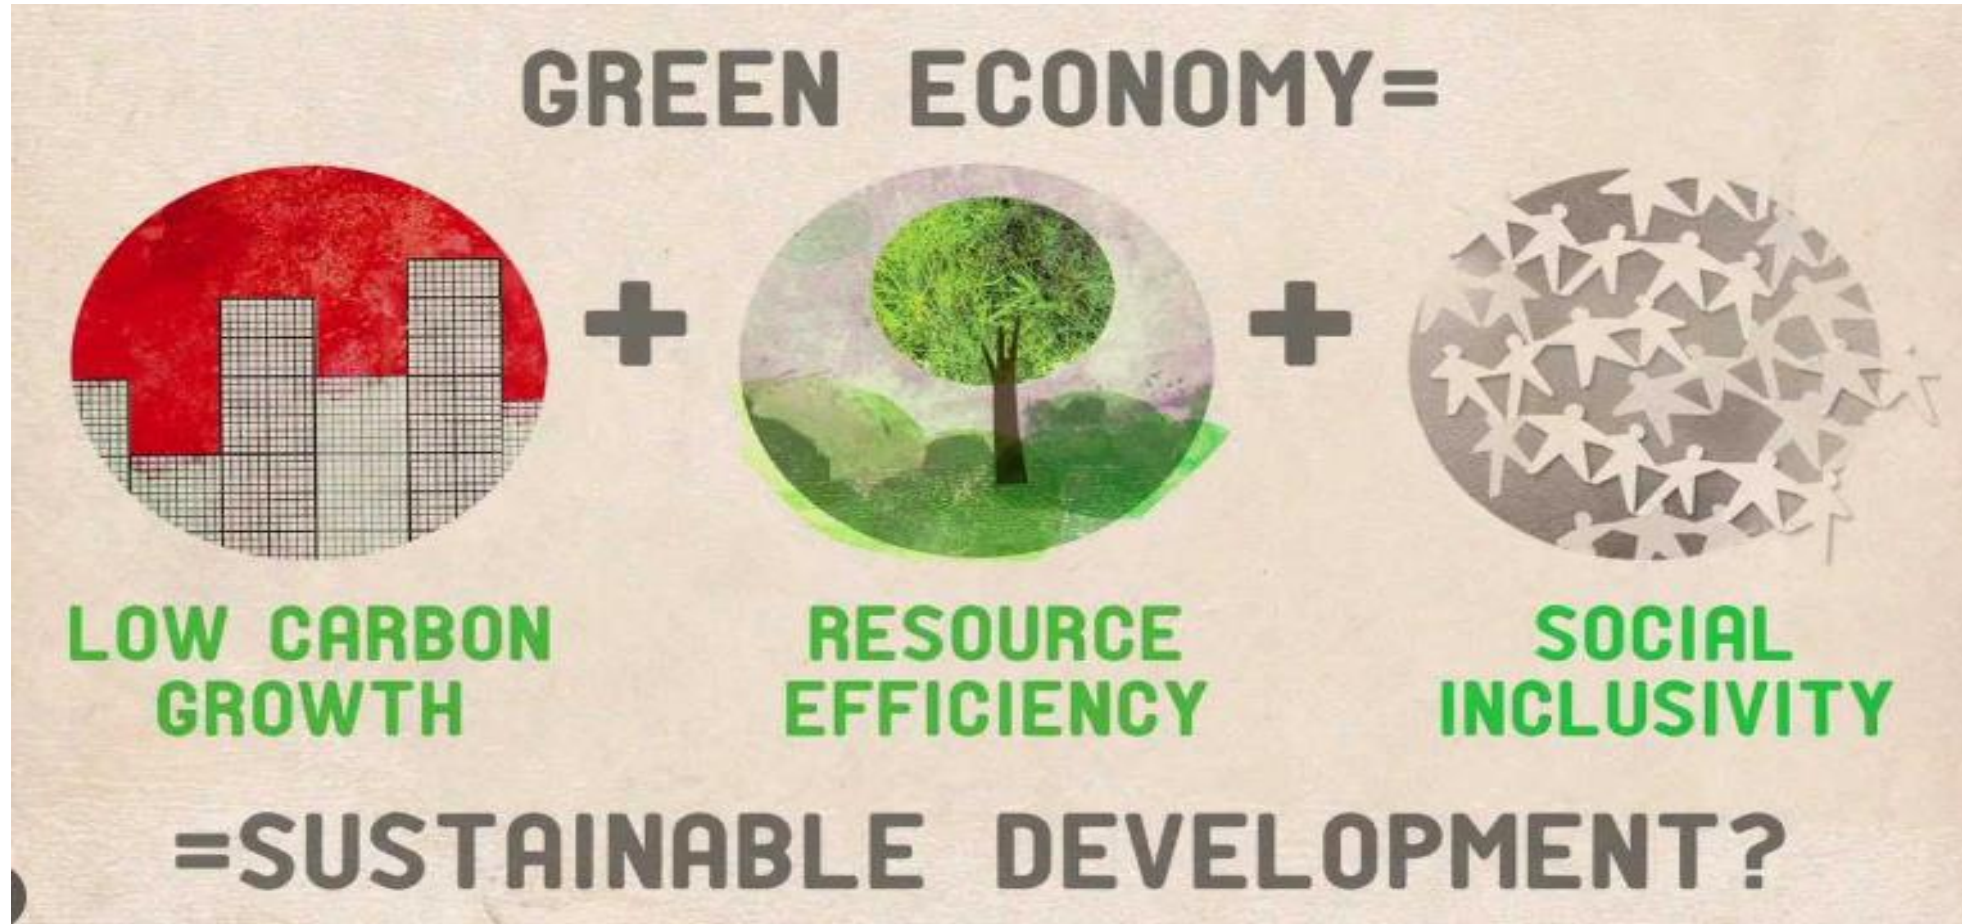 GREEN ECONOMY=
+ +
LOW CARBON
GROWTH
RESOURCE
EFFICIENCY
SOCIAL
INCLUSIVITY
=SUSTAINABLE DEVELOPMENT?